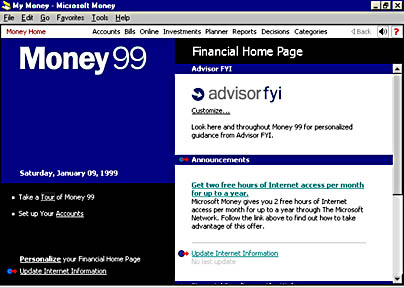 My Money - Microsoft Money
File Edit Go Favorites Tools Help
Money Home Accounts Bills Online Investments Planner Reports Decisions Categories Back ?
Money 99
Saturday, January 09, 1999
Take a Tour of Money 99
Set up Your Accounts
Personalize your Financial Home Page
Update Internet Information
Financial Home Page
Advisor FYI
advisorfyi
Customize...
Look here and throughout Money 99 for personalized
guidance from Advisor FYI.
Announcements
Get two free hours of Internet access per month
for up to a year.
Microsoft Money gives you 2 free hours of Internet
access per month for up to a year through The Microsoft
Network. Follow the link above to find out how to take
advantage of this offer.
Update Internet Information
No last update